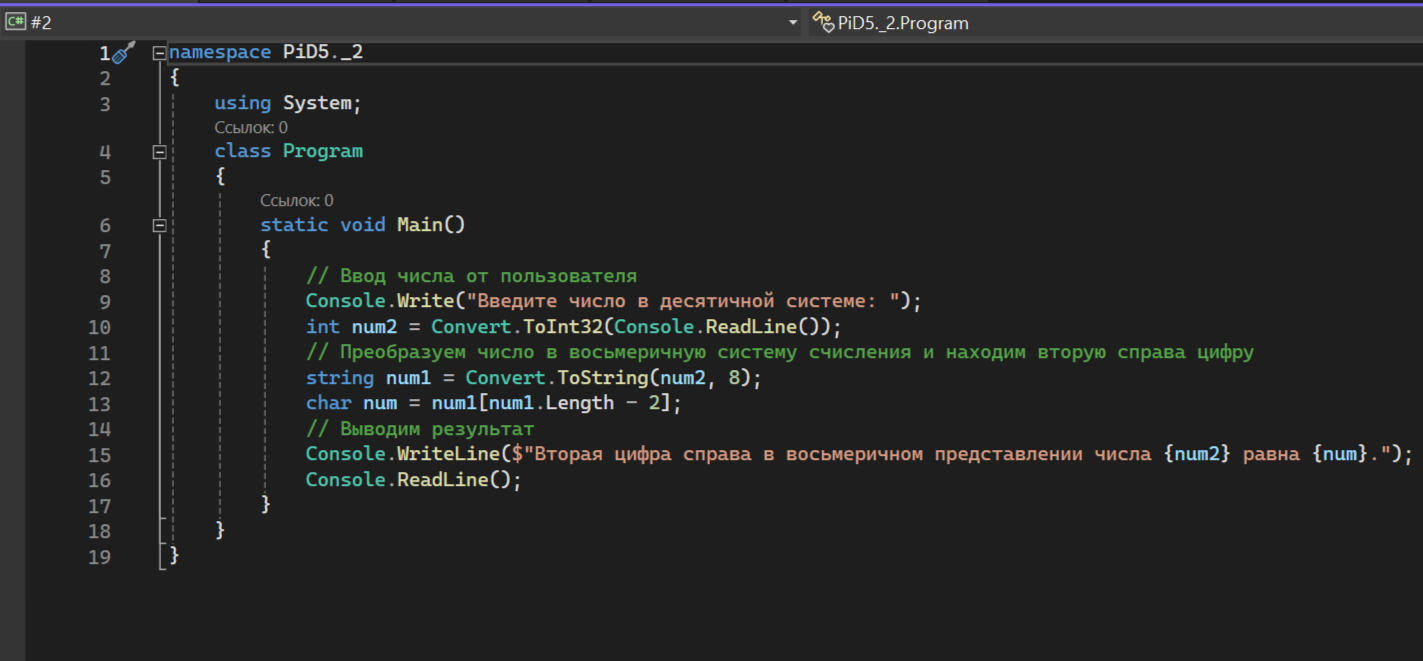 C# #2 PiD5._2.Program
1 namespace PiD5._2
2 {
3 using System;
Ссылок: 0
4 class Program
5 {
Ссылок: 0
6 static void Main()
7 {
8 // Ввод числа от пользователя
9 Console.Write("Введите число в десятичной системе: ");
10 int num2 = Convert.ToInt32(Console.ReadLine());
11 // Преобразуем число в восьмеричную систему счисления и находим вторую справа цифру
12 string num1 = Convert.ToString(num2, 8);
13 char num = num1[num1.Length - 2];
14 // Выводим результат
15 Console.WriteLine($"Вторая цифра справа в восьмеричном представлении числа {num2} равна {num}.");
16 Console.ReadLine();
17 }
18 }
19 }